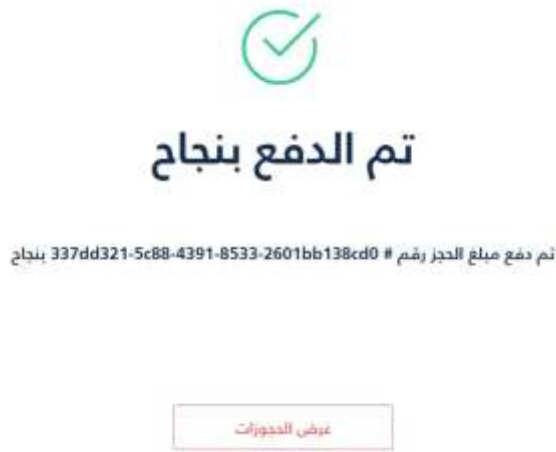 تم الدفع بنجاح
تم دفع مبلغ الحجز رقم # 337dd321-5c88-4391-8533-2601bb138cd0 بنجاح
عرض الحجوزات